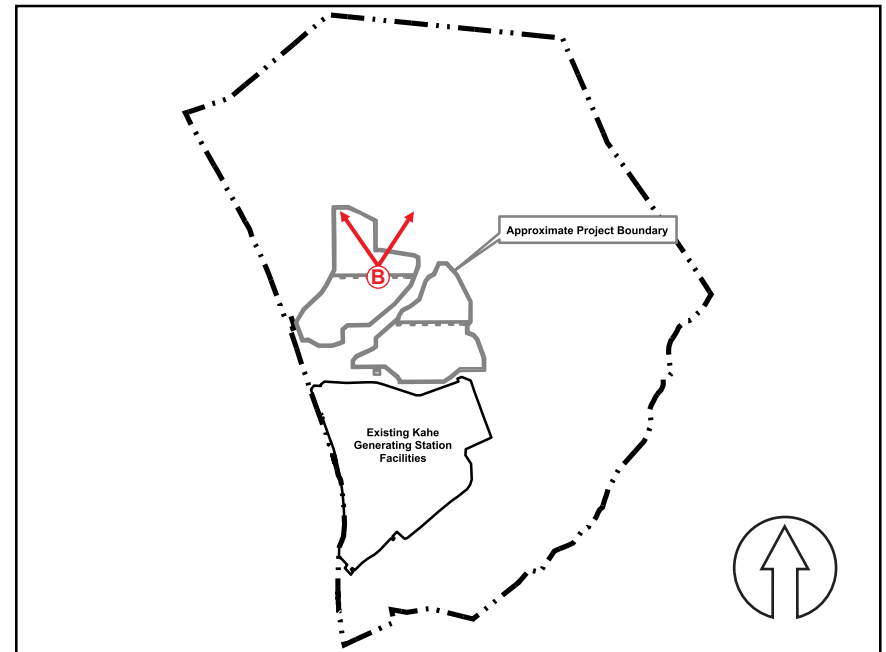 Approximate Project Boundary
B
Existing Kahe
Generating Station
Facilities